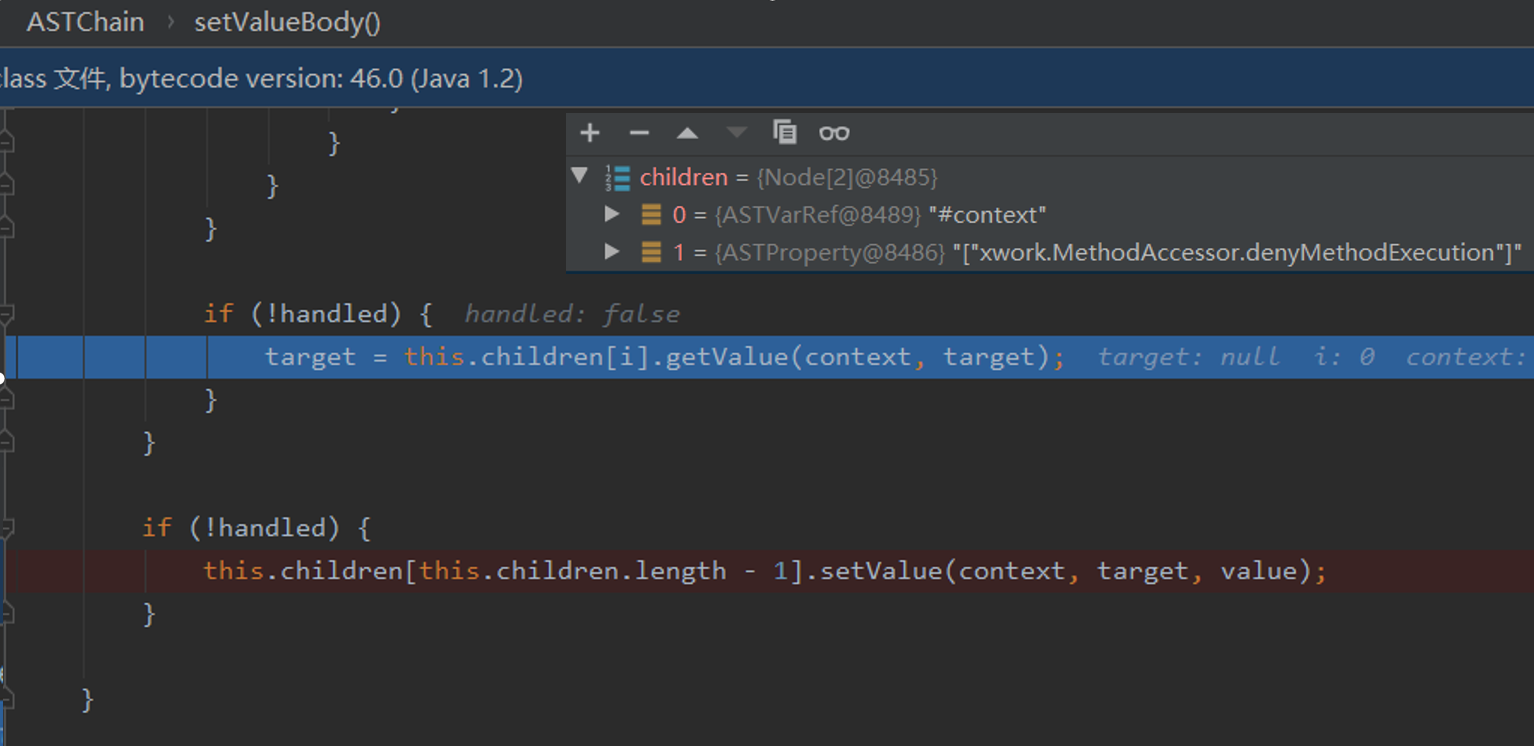 ASTChain › setValueBody()
class 文件, bytecode version: 46.0 (Java 1.2)
}
}
}
children = {Node[2]@8485}
0 = {ASTVarRef@8489} "#context"
1 = {ASTProperty@8486} "["xwork.MethodAccessor.denyMethodExecution"]"
if (!handled) { handled: false
target = this.children[i].getValue(context, target); target: null i: 0 context:
}
}
if (!handled) {
this.children[this.children.length - 1].setValue(context, target, value);
}
}